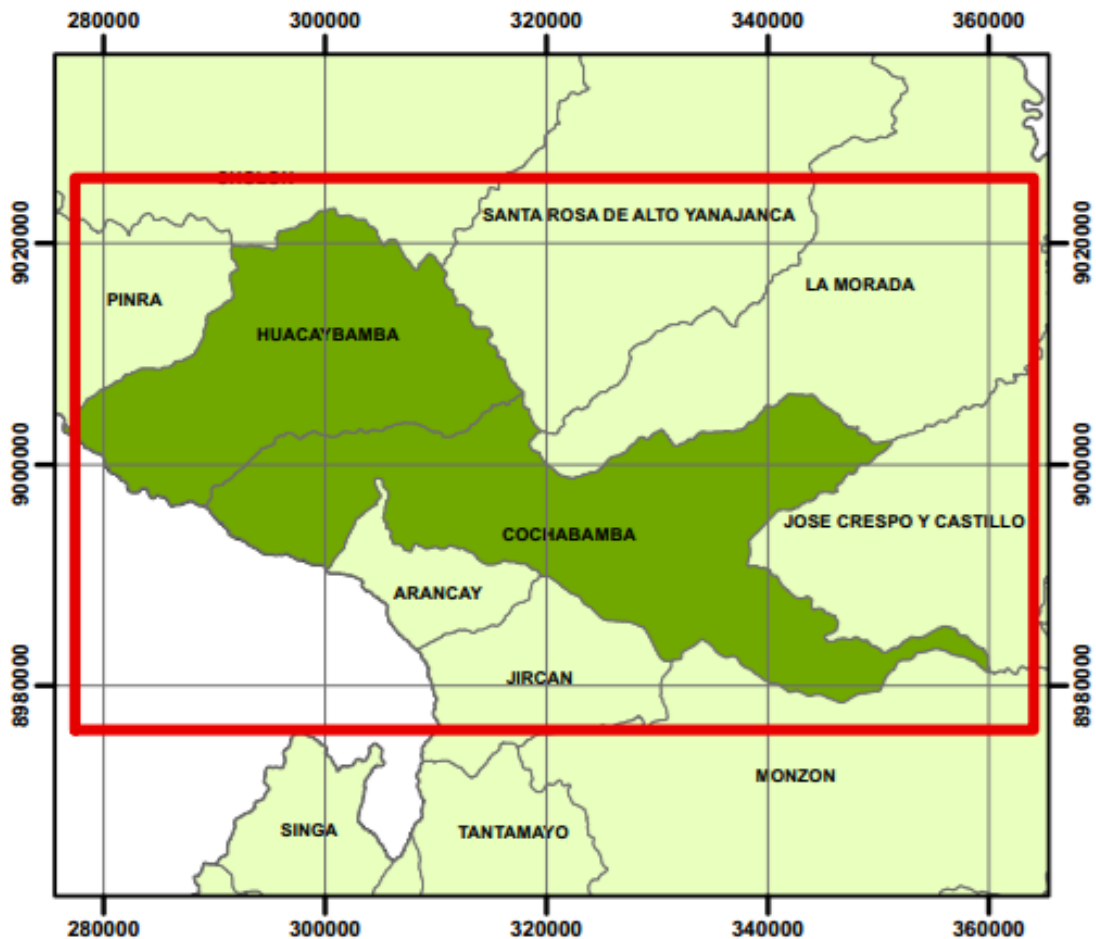 280000 300000 320000 340000 360000
SANTA ROSA DE ALTO YANAJANCA
9020000 9020000
LA MORADA
PINRA
HUACAYBAMBA
9000000 9000000
JOSE CRESPO Y CASTILLO
COCHABAMBA
ARANCAY
JIRCAN
8980000 8980000
MONZON
SINGA
TANTAMAYO
280000 300000 320000 340000 360000